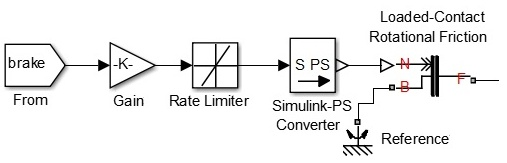 Loaded-Contact
Rotational Friction
brake
-K-
S PS
N
B
F
From
Gain
Rate Limiter
Simulink-PS
Converter
Reference